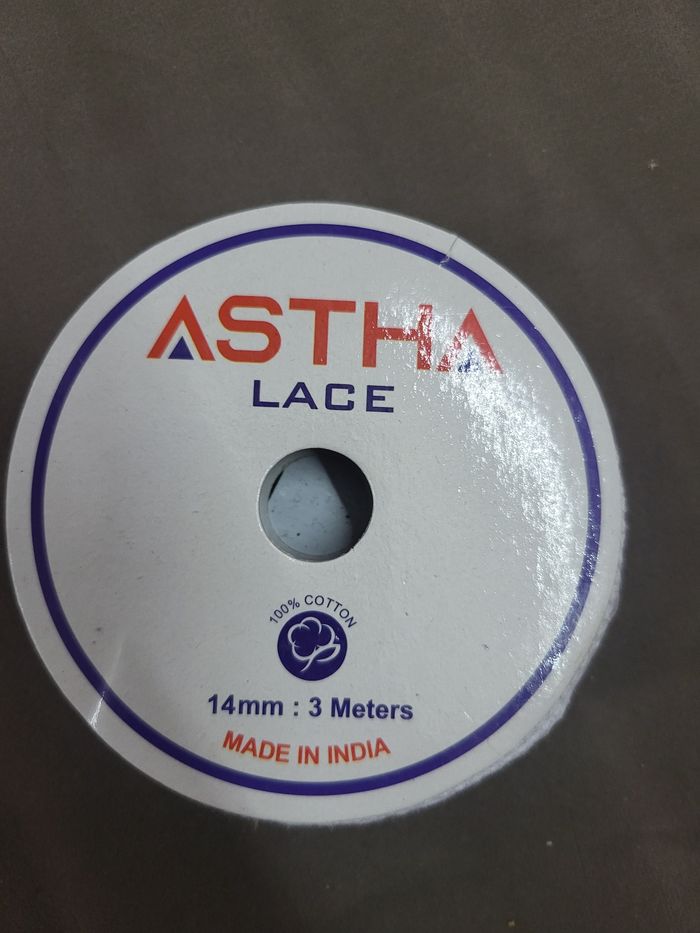 ASTHA
LACE
100% COTTON
14mm : 3 Meters
MADE IN INDIA